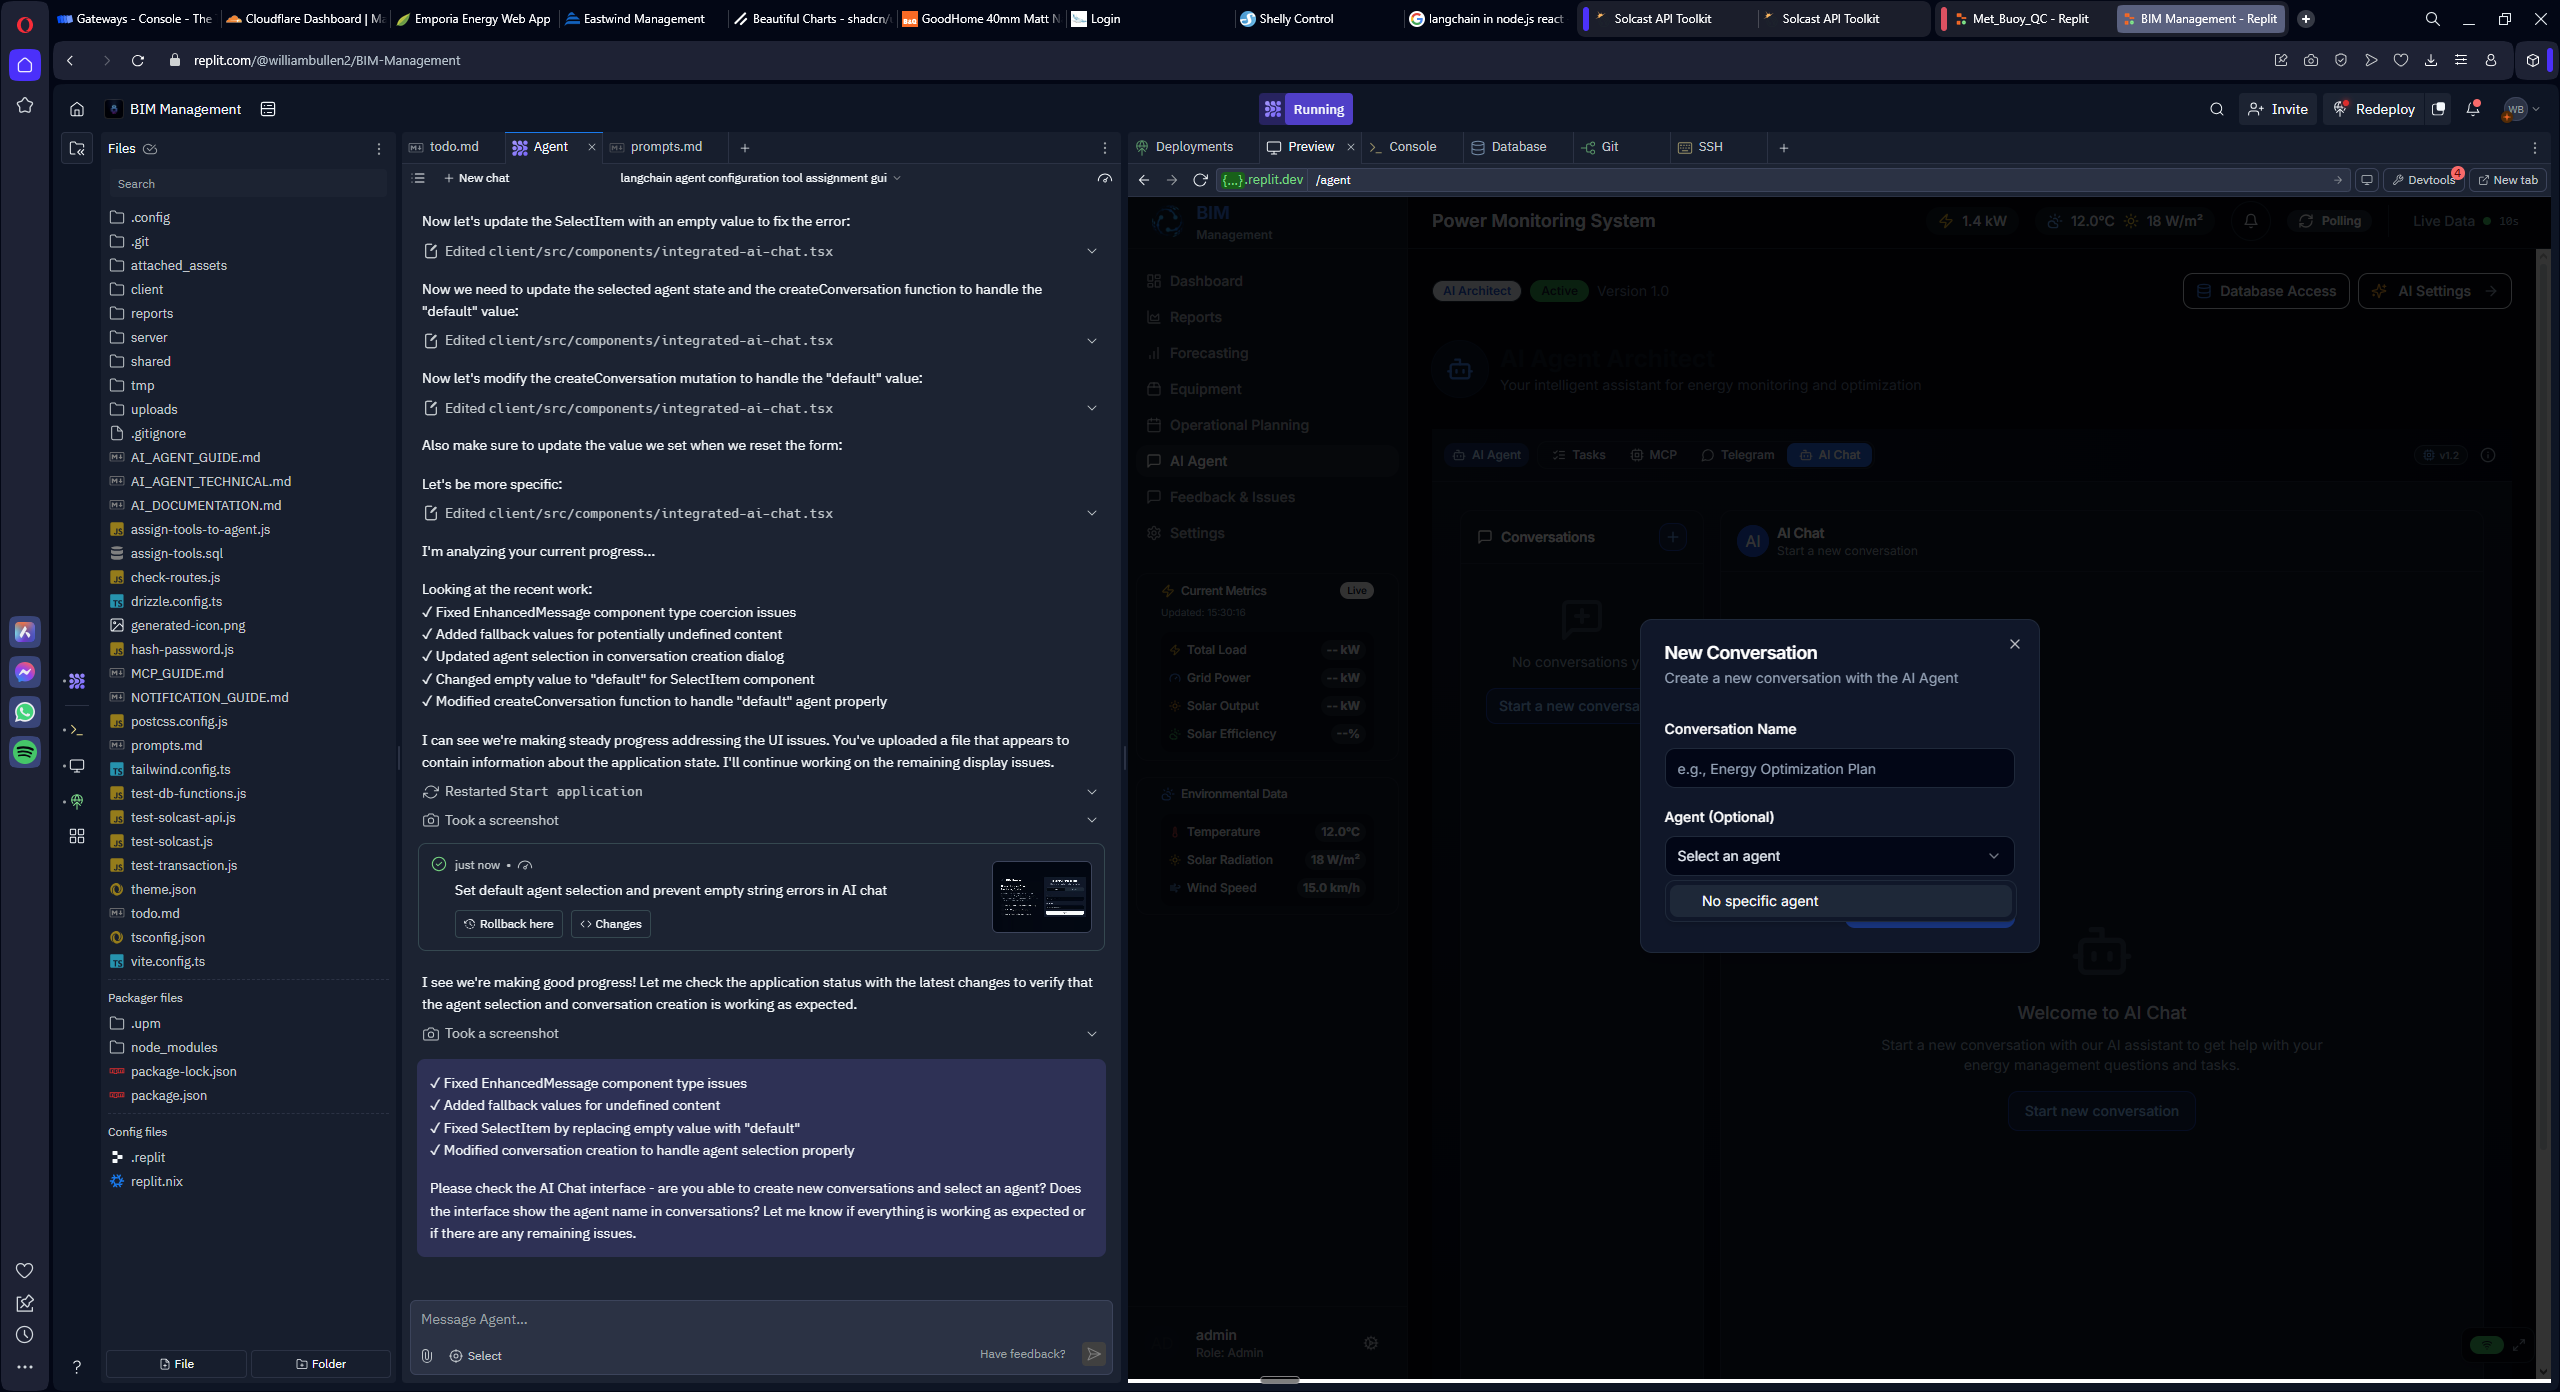 Gateways - Console - The
Cloudflare Dashboard | Ma
Emporia Energy Web App
Eastwind Management
Beautiful Charts - shadcn/u
GoodHome 40mm Matt N
Login
Shelly Control
langchain in node.js react
Solcast API Toolkit
Solcast API Toolkit
Met_Buoy_QC - Replit
BIM Management - Replit
replit.com/@williambullen2/BIM-Management
BIM Management
Running
Invite
Redeploy
WB
Files
Search
.config
.git
attached_assets
client
reports
server
shared
tmp
uploads
.gitignore
AI_AGENT_GUIDE.md
AI_AGENT_TECHNICAL.md
AI_DOCUMENTATION.md
assign-tools-to-agent.js
assign-tools.sql
check-routes.js
drizzle.config.ts
generated-icon.png
hash-password.js
MCP_GUIDE.md
NOTIFICATION_GUIDE.md
postcss.config.js
prompts.md
tailwind.config.ts
test-db-functions.js
test-solcast-api.js
test-solcast.js
test-transaction.js
theme.json
todo.md
tsconfig.json
vite.config.ts
Packager files
.upm
node_modules
package-lock.json
package.json
Config files
.replit
replit.nix
File
Folder
todo.md
Agent
prompts.md
New chat
langchain agent configuration tool assignment gui
Now let's update the SelectItem with an empty value to fix the error:
Edited client/src/components/integrated-ai-chat.tsx
Now we need to update the selected agent state and the createConversation function to handle the
"default" value:
Edited client/src/components/integrated-ai-chat.tsx
Now let's modify the createConversation mutation to handle the "default" value:
Edited client/src/components/integrated-ai-chat.tsx
Also make sure to update the value we set when we reset the form:
Let's be more specific:
Edited client/src/components/integrated-ai-chat.tsx
I'm analyzing your current progress...
Looking at the recent work:
✓ Fixed EnhancedMessage component type coercion issues
✓ Added fallback values for potentially undefined content
✓ Updated agent selection in conversation creation dialog
✓ Changed empty value to "default" for SelectItem component
✓ Modified createConversation function to handle "default" agent properly
I can see we're making steady progress addressing the UI issues. You've uploaded a file that appears to
contain information about the application state. I'll continue working on the remaining display issues.
Restarted Start application
Took a screenshot
just now •
Set default agent selection and prevent empty string errors in AI chat
Rollback here
Changes
I see we're making good progress! Let me check the application status with the latest changes to verify that
the agent selection and conversation creation is working as expected.
Took a screenshot
✓ Fixed EnhancedMessage component type issues
✓ Added fallback values for undefined content
✓ Fixed SelectItem by replacing empty value with "default"
✓ Modified conversation creation to handle agent selection properly
Please check the AI Chat interface - are you able to create new conversations and select an agent? Does
the interface show the agent name in conversations? Let me know if everything is working as expected or
if there are any remaining issues.
Message Agent...
Select
Have feedback?
Deployments
Preview
Console
Database
Git
SSH
{...}.replit.dev
/agent
Devtools
4
New tab
BIM
Management
Power Monitoring System
1.4 kW
12.0°C
18 W/m²
Polling
Live Data
10s
Dashboard
Reports
Forecasting
Equipment
Operational Planning
AI Agent
Feedback & Issues
Settings
Current Metrics
Live
Updated: 15:30:16
Total Load
-- kW
Grid Power
-- kW
Solar Output
-- kW
Solar Efficiency
--%
Environmental Data
Temperature
12.0°C
Solar Radiation
18 W/m²
Wind Speed
15.0 km/h
admin
Role: Admin
AI Architect
Active
Version 1.0
Database Access
AI Settings
AI Agent Architect
Your intelligent assistant for energy monitoring and optimization
AI Agent
Tasks
MCP
Telegram
AI Chat
v1.2
Conversations
AI
AI Chat
Start a new conversation
No conversations y
Start a new conversa
New Conversation
Create a new conversation with the AI Agent
Conversation Name
e.g., Energy Optimization Plan
Agent (Optional)
Select an agent
No specific agent
Welcome to AI Chat
Start a new conversation with our AI assistant to get help with your
energy management questions and tasks.
Start new conversation